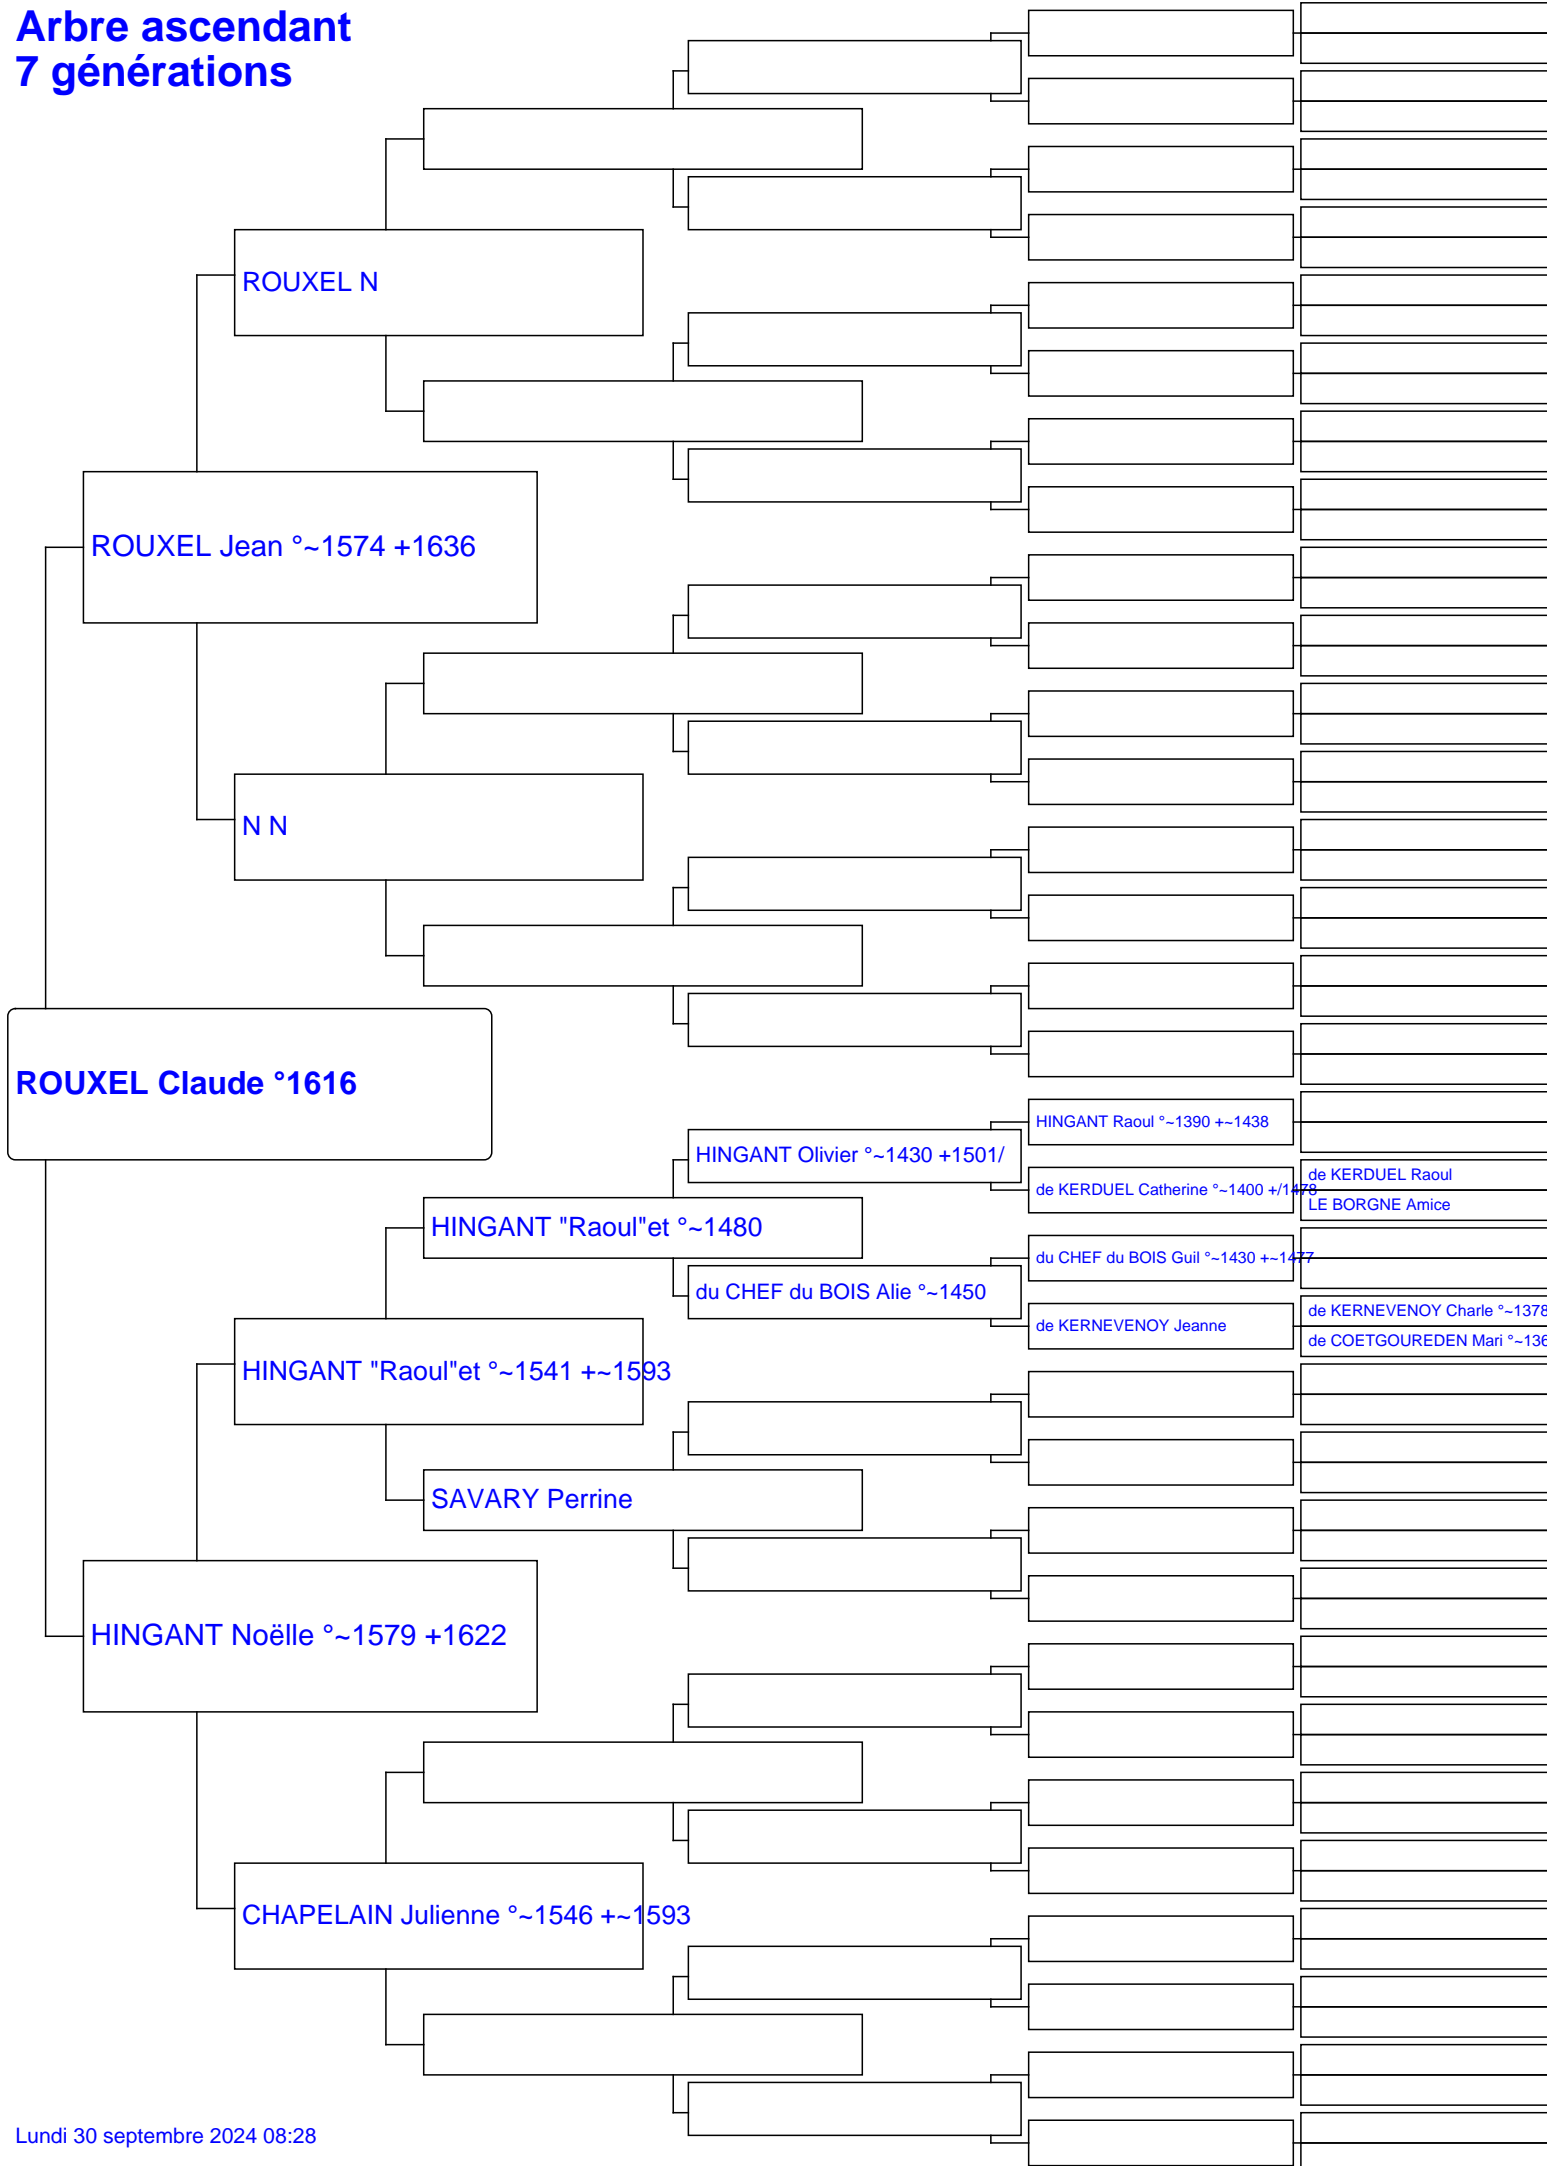 Arbre ascendant
7 générations
ROUXEL N
ROUXEL Jean °~1574 +1636
N N
ROUXEL Claude °1616
HINGANT Raoul °~1390 +~1438
HINGANT Olivier °~1430 +1501/
de KERDUEL Raoul
de KERDUEL Catherine °~1400 +/1478
LE BORGNE Amice
HINGANT "Raoul"et °~1480
du CHEF du BOIS Guil °~1430 +~1477
du CHEF du BOIS Alie °~1450
de KERNEVENOY Charle °~1378
de KERNEVENOY Jeanne
de COETGOUREDEN Mari °~136
HINGANT "Raoul"et °~1541 +~1593
SAVARY Perrine
HINGANT Noëlle °~1579 +1622
CHAPELAIN Julienne °~1546 +~1593
Lundi 30 septembre 2024 08:28